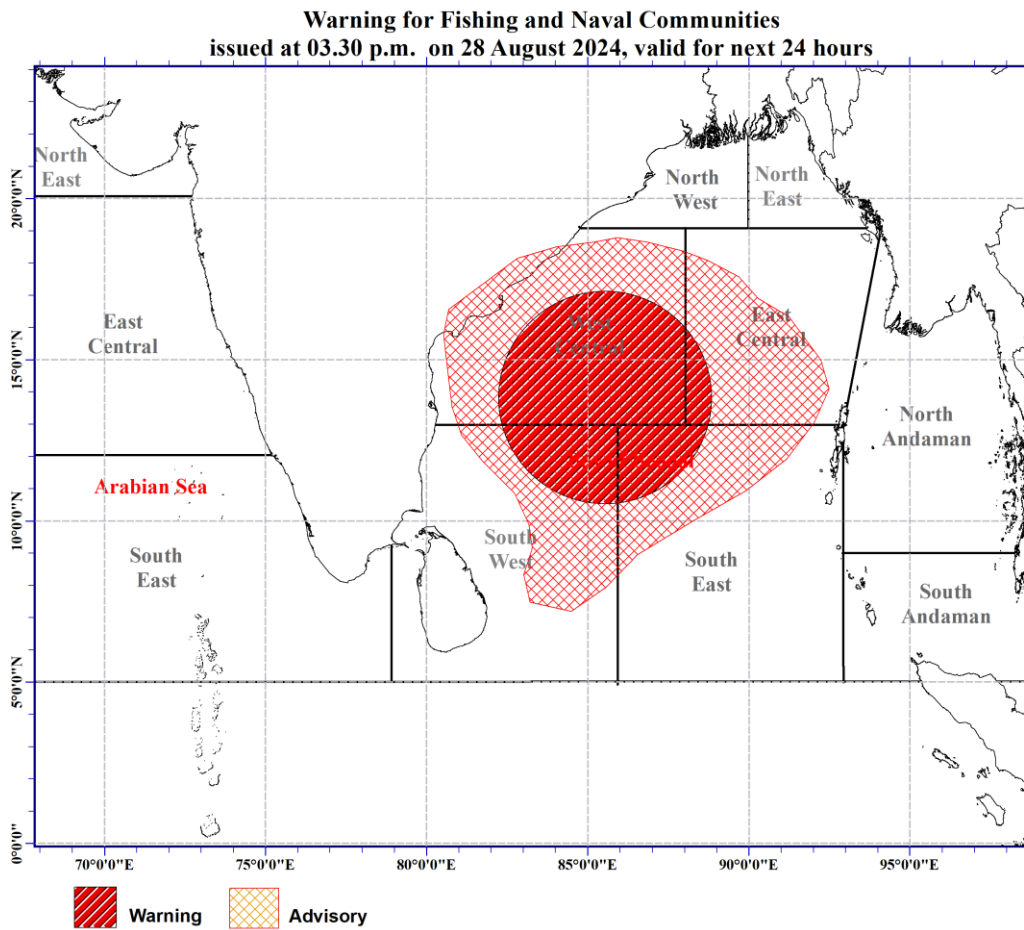 Warning for Fishing and Naval Communities
issued at 03.30 p.m. on 28 August 2024, valid for next 24 hours
North
East
North
West
North
East
20°0'0"N
East
Central
West
Central
East
Central
15°0'0"N
North
Andaman
Arabian Sea
10°0'0"N
South
East
South
West
South
East
South
Andaman
5°0'0"N
0°0'0"
70°0'0"E
75°0'0"E
80°0'0"E
85°0'0"E
90°0'0"E
95°0'0"E
Warning
Advisory